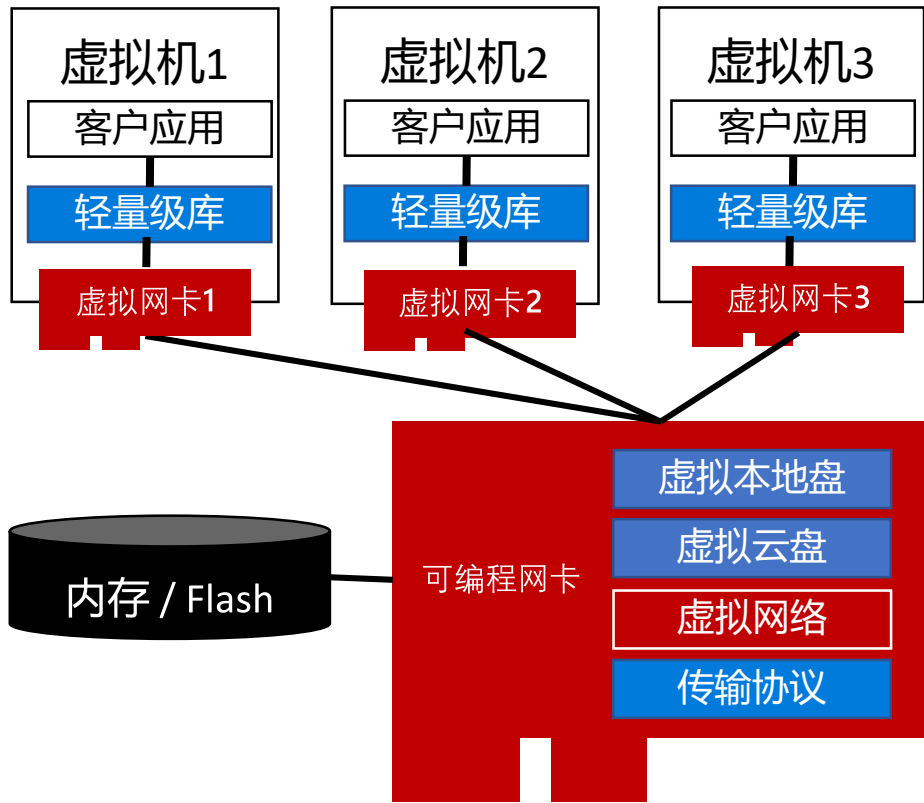 虚拟机1
虚拟机2
虚拟机3
客户应用
客户应用
客户应用
轻量级库
轻量级库
轻量级库
虚拟网卡1
虚拟网卡2
虚拟网卡3
虚拟本地盘
虚拟云盘
可编程网卡
内存 / Flash
虚拟网络
传输协议